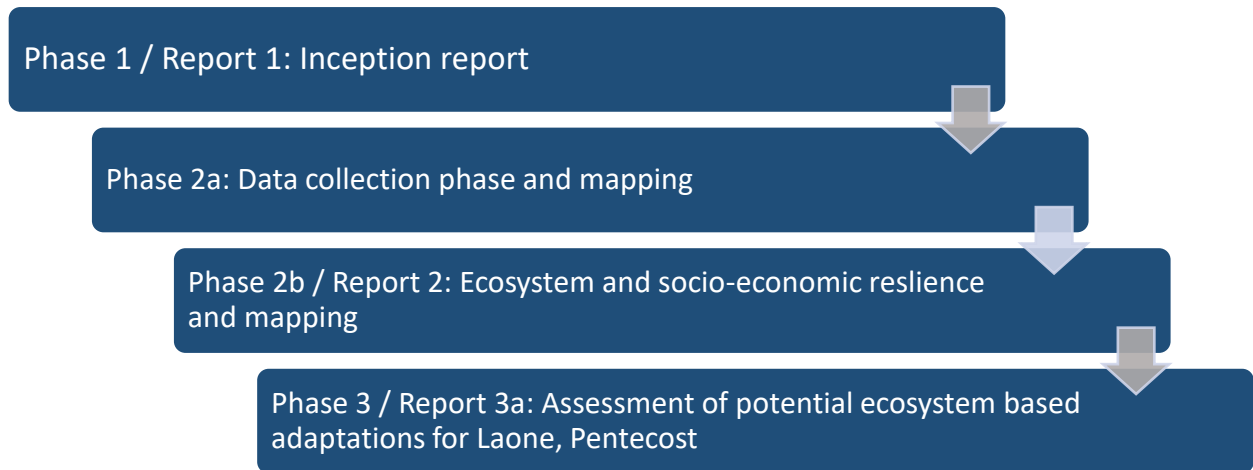 Phase 1 / Report 1: Inception report
Phase 2a: Data collection phase and mapping
Phase 2b / Report 2: Ecosystem and socio-economic reslience
and mapping
Phase 3 / Report 3a: Assessment of potential ecosystem based
adaptations for Laone, Pentecost